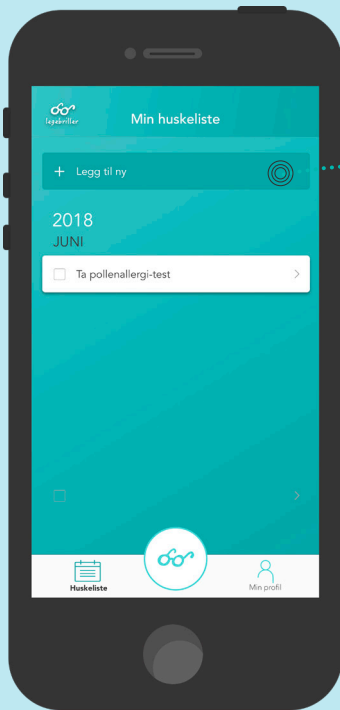 legebriller
Min huskeliste
+ Legg til ny
2018
JUNI
Ta pollenallergi-test
Huskeliste
Min profil